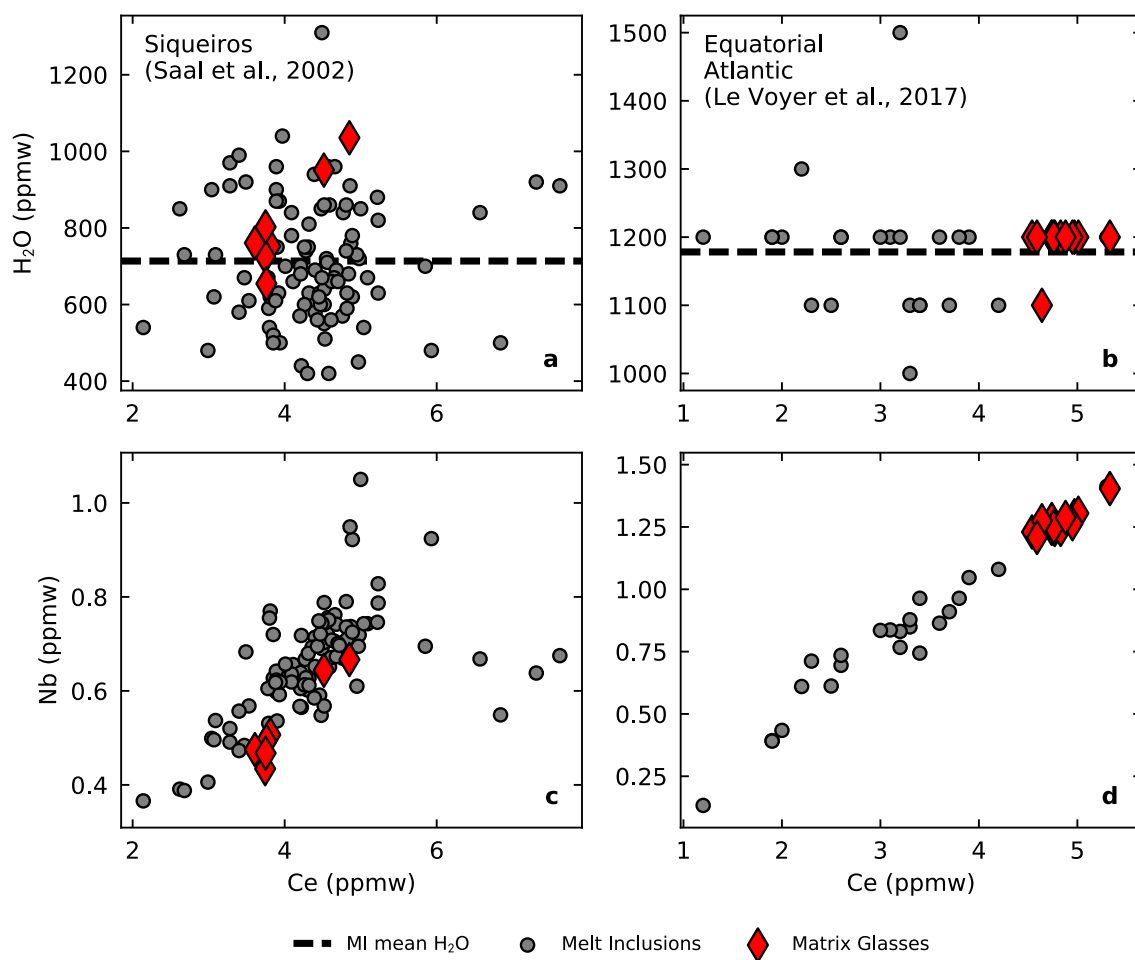 Siqueiros
(Saal et al., 2002)
H₂O (ppmw)
1200
1000
800
600
400
2 4 6
a
Equatorial
Atlantic
(Le Voyer et al., 2017)
1500
1400
1300
1200
1100
1000
1 2 3 4 5
b
Nb (ppmw)
1.0
0.8
0.6
0.4
2 4 6
Ce (ppmw)
c
1.50
1.25
1.00
0.75
0.50
0.25
1 2 3 4 5
Ce (ppmw)
d
MI mean H₂O Melt Inclusions Matrix Glasses